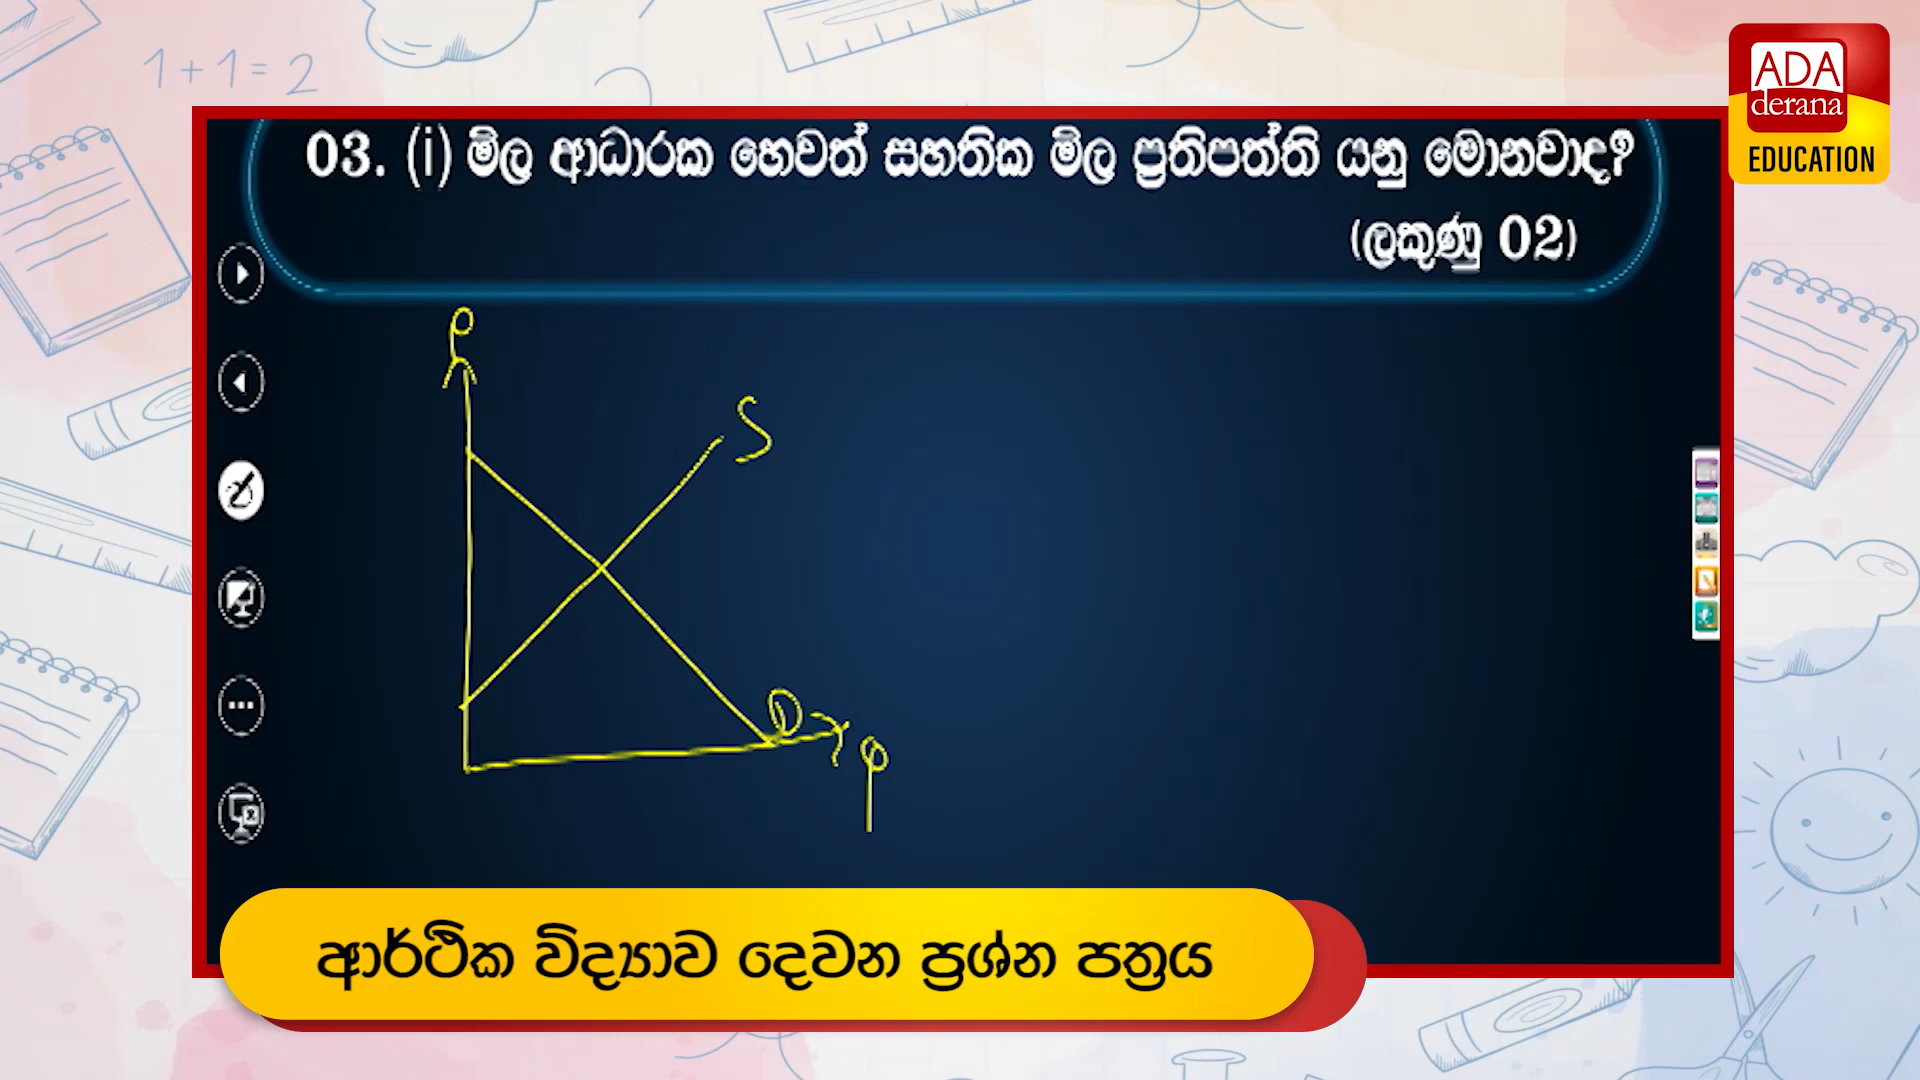 1+1=2
ADA
derana
EDUCATION
03. (i) මිල ආධාරක හෙවත් සහතික මිල ප්‍රතිපත්ති යනු මොනවාද?
(ලකුණු 02)
P
S
D
P
ආර්ථික විද්‍යාව දෙවන ප්‍රශ්න පත්‍රය